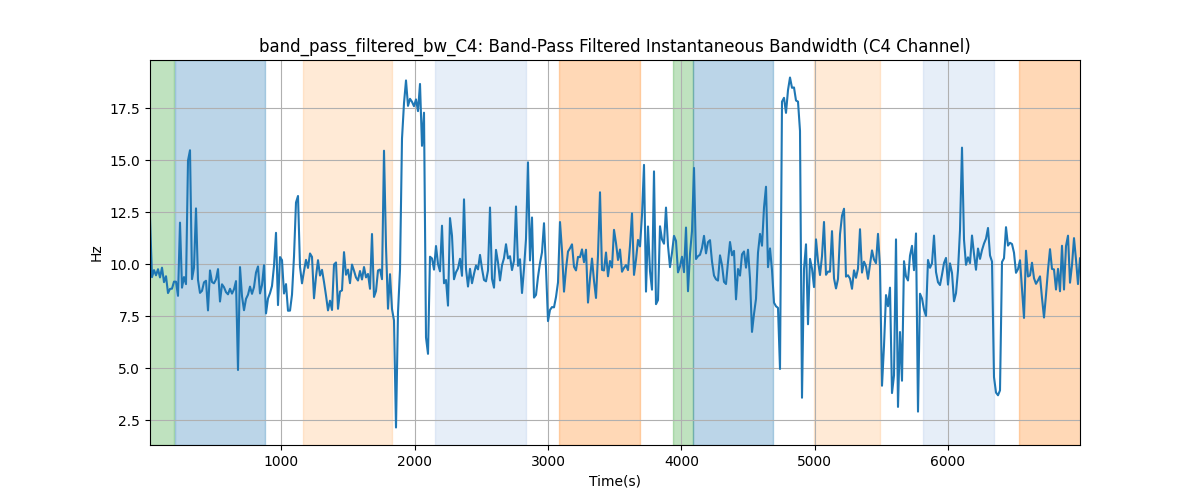 band_pass_filtered_bw_C4: Band-Pass Filtered Instantaneous Bandwidth (C4 Channel)
17.5
15.0
12.5
10.0
7.5
5.0
2.5
Hz
1000 2000 3000 4000 5000 6000
Time(s)